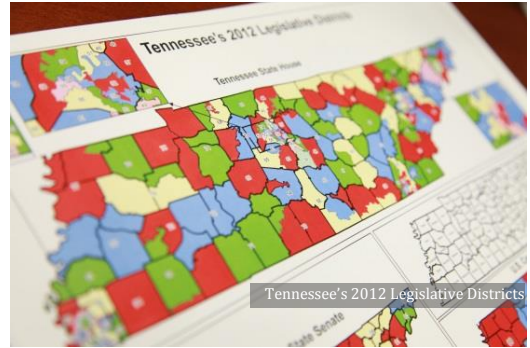 Tennessee's 2012 Legislative Districts
Tennessee State House
Tennessee's 2012 Legislative Districts
State Senate